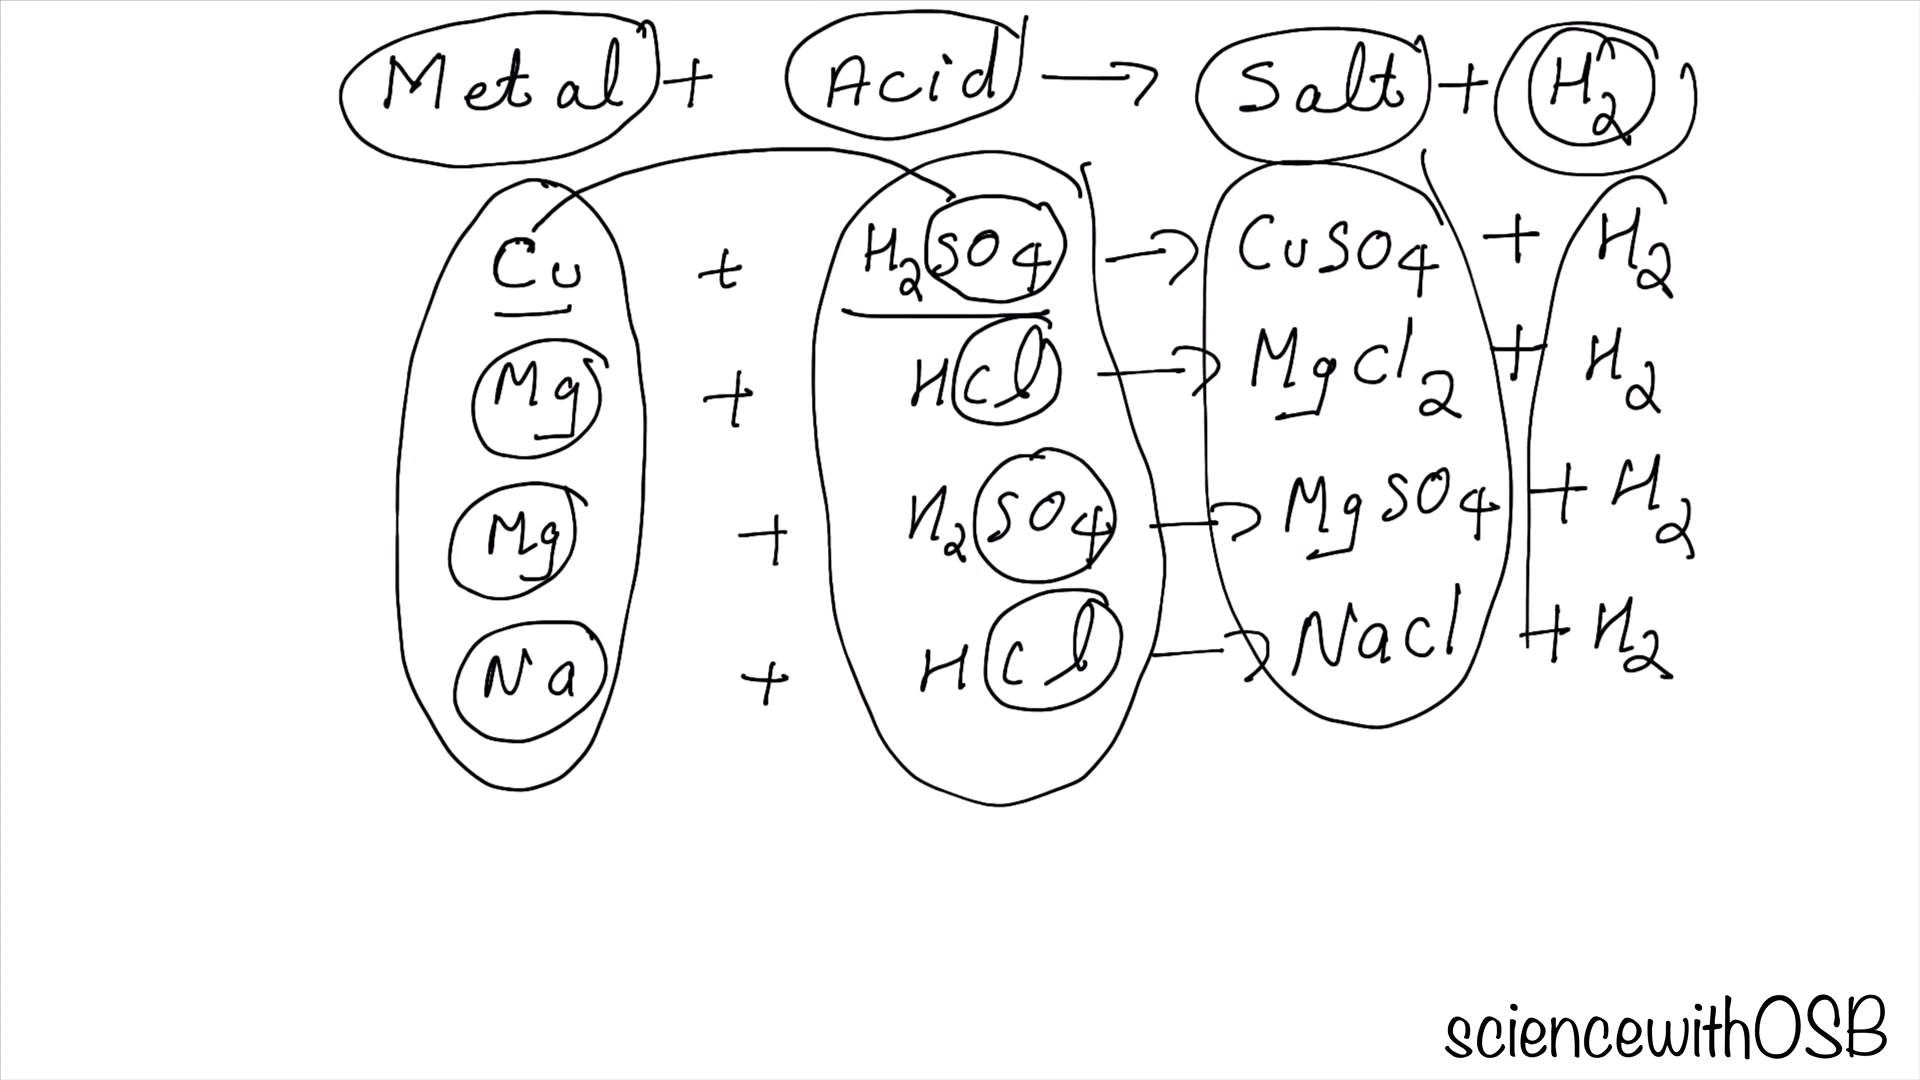 Metal + Acid → Salt + H2
Cu + H2SO4 → CuSO4 + H2
Mg + HCl → MgCl2 + H2
Mg + H2SO4 → MgSO4 + H2
Na + HCl → NaCl + H2
sciencewithOSB